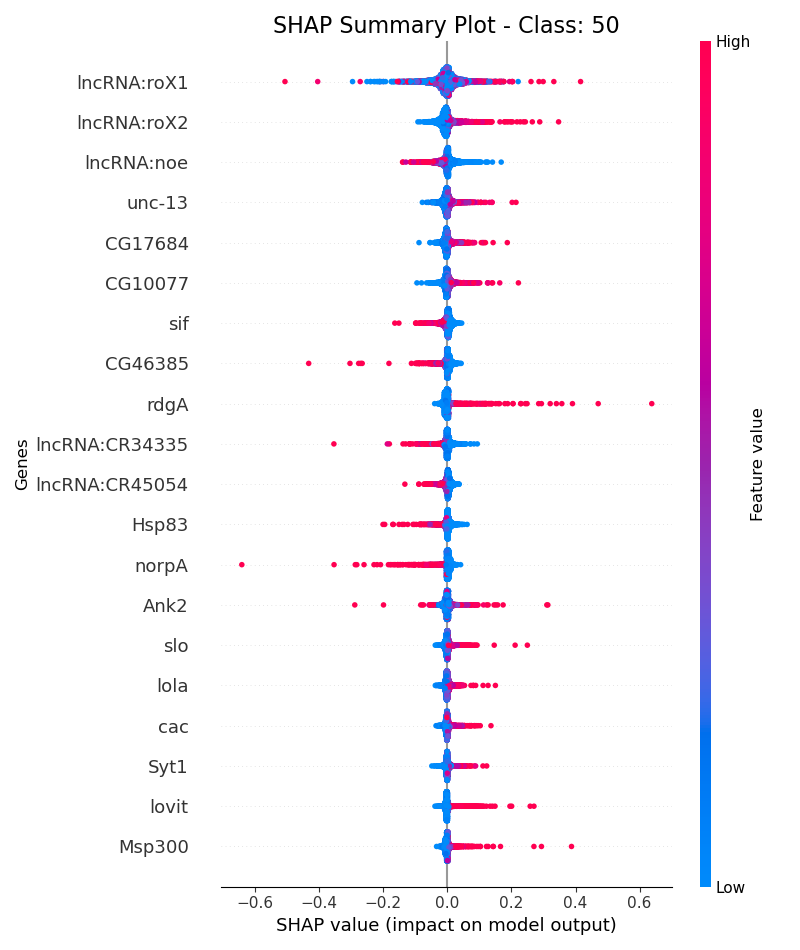 SHAP Summary Plot - Class: 50
High
lncRNA:roX1
lncRNA:roX2
lncRNA:noe
unc-13
CG17684
CG10077
sif
CG46385
rdgA
lncRNA:CR34335
lncRNA:CR45054
Hsp83
norpA
Ank2
slo
lola
cac
Syt1
lovit
Msp300
Genes
Feature value
Low
−0.6 −0.4 −0.2 0.0 0.2 0.4 0.6
SHAP value (impact on model output)